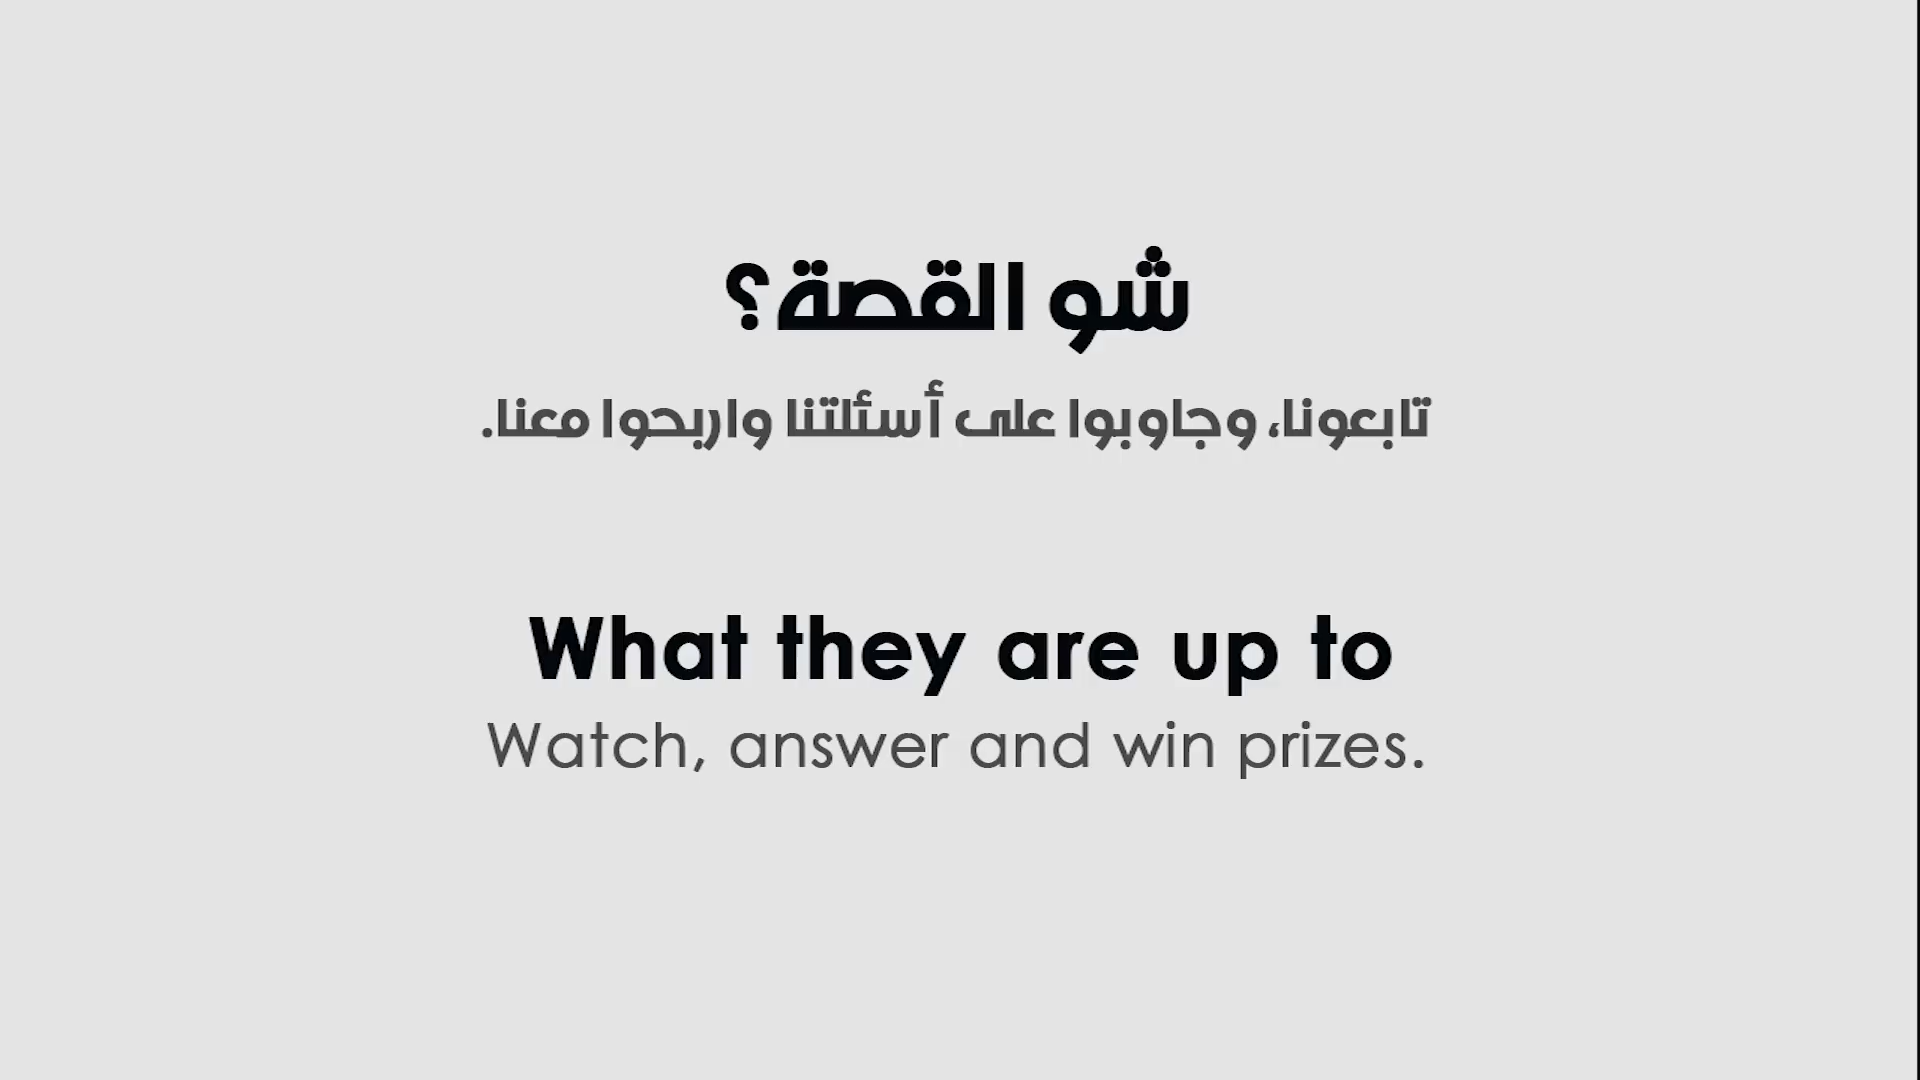 شو القصة؟
تابعونا، وجاوبوا على أسئلتنا واربحوا معنا.
What they are up to
Watch, answer and win prizes.